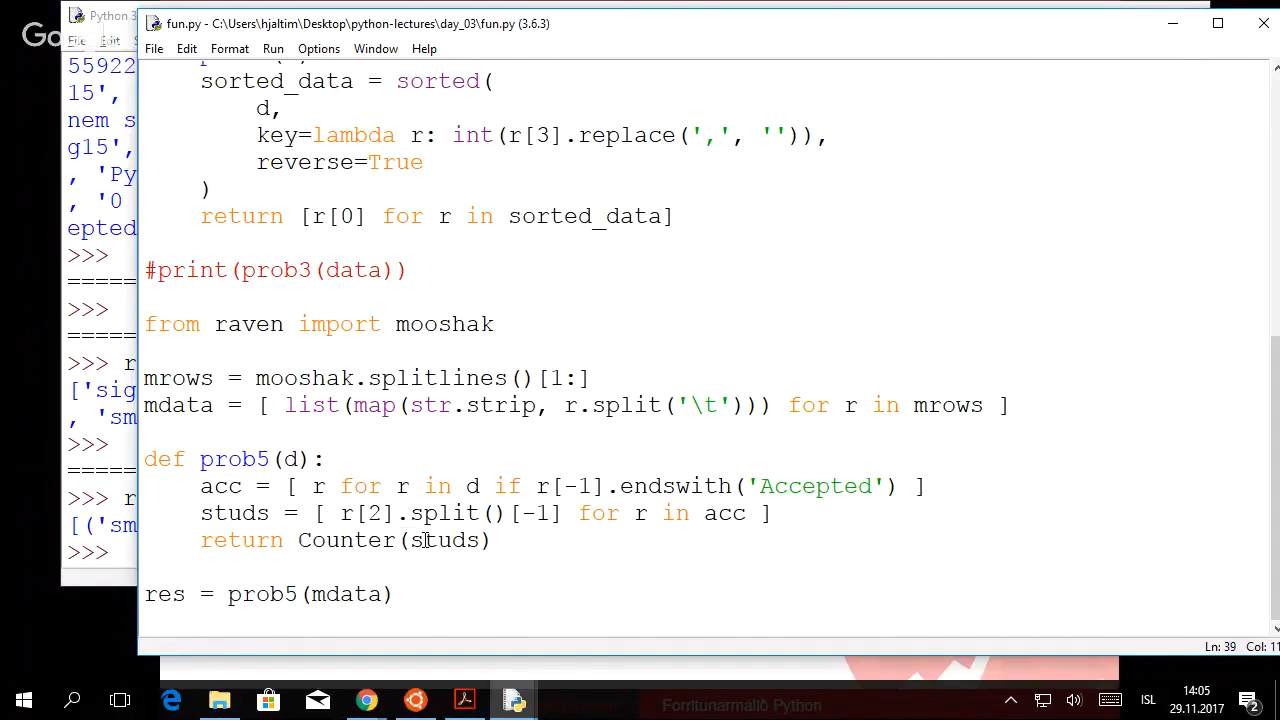 Python 3
fun.py - C:\Users\hjaltim\Desktop\python-lectures\day_03\fun.py (3.6.3)
File Edit
File Edit Format Run Options Window Help
55922
15',
nem s
g15',
, 'Py
, '0
epted
>>>
=====
>>>
=====
>>> r
['sig
, 'sm
>>>
=====
>>> r
[('sm
>>>
sorted_data = sorted(
d,
key=lambda r: int(r[3].replace(',', '')),
reverse=True
)
return [r[0] for r in sorted_data]
#print(prob3(data))
from raven import mooshak
mrows = mooshak.splitlines()[1:]
mdata = [ list(map(str.strip, r.split('\t'))) for r in mrows ]
def prob5(d):
acc = [ r for r in d if r[-1].endswith('Accepted') ]
studs = [ r[2].split()[-1] for r in acc ]
return Counter(studs)
res = prob5(mdata)
Ln: 39 Col: 11
Forritunarmálið Python
ISL
14:05
29.11.2017
2